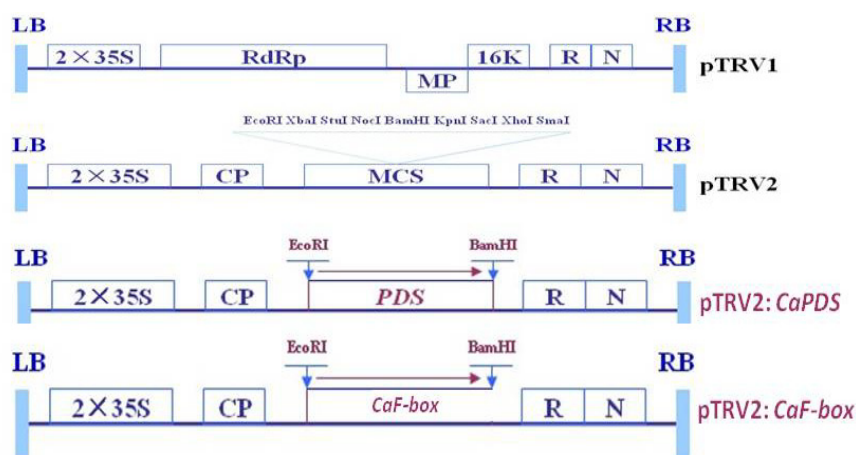 LB RB
2×35S RdRp 16K R N pTRV1
MP
EcoRI XbaI StuI NocI BamHI KpnI SacI XhoI SmaI
LB RB
2×35S CP MCS R N pTRV2
EcoRI BamHI
LB RB
2×35S CP PDS R N pTRV2: CaPDS
EcoRI BamHI
LB RB
2×35S CP CaF-box R N pTRV2: CaF-box